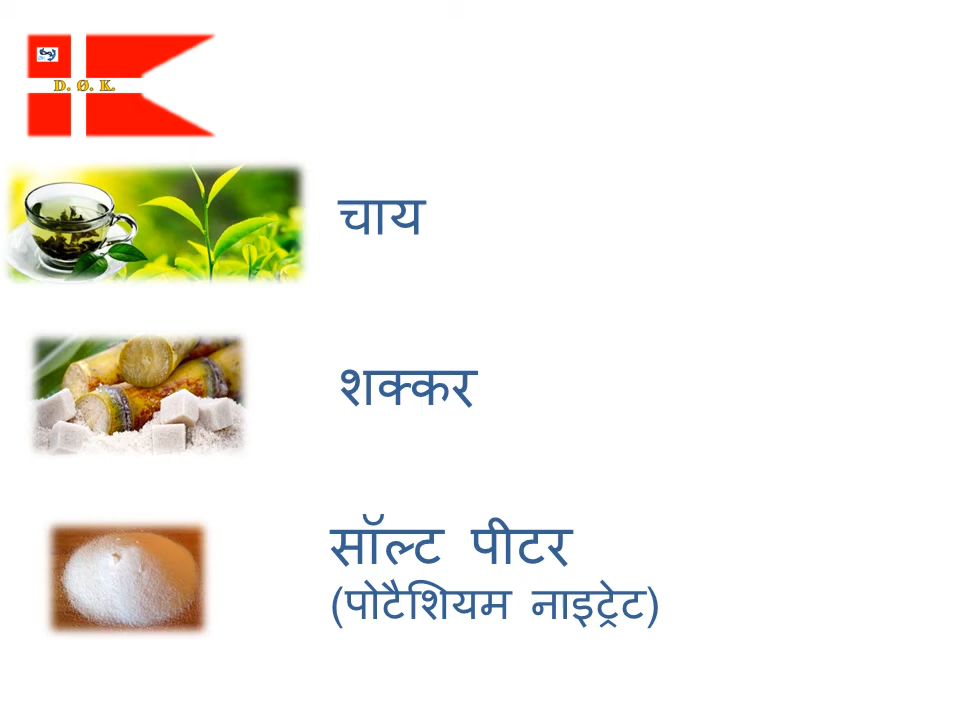 D. Ø. K.
चाय
शक्कर
सॉल्ट पीटर
(पोटैशियम नाइट्रेट)